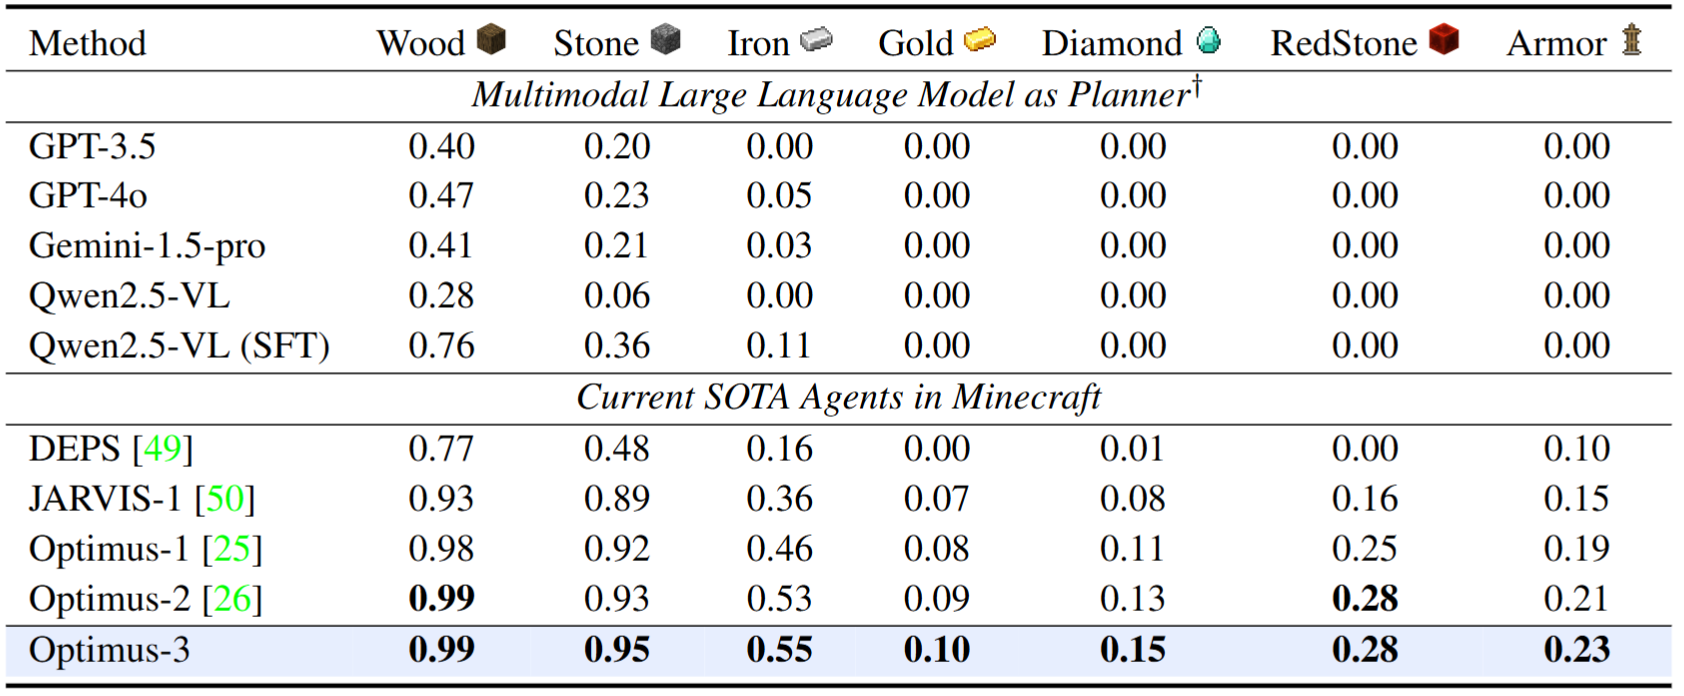 Method Wood Stone Iron Gold Diamond RedStone Armor
Multimodal Large Language Model as Planner†
GPT-3.5 0.40 0.20 0.00 0.00 0.00 0.00 0.00
GPT-4o 0.47 0.23 0.05 0.00 0.00 0.00 0.00
Gemini-1.5-pro 0.41 0.21 0.03 0.00 0.00 0.00 0.00
Qwen2.5-VL 0.28 0.06 0.00 0.00 0.00 0.00 0.00
Qwen2.5-VL (SFT) 0.76 0.36 0.11 0.00 0.00 0.00 0.00
Current SOTA Agents in Minecraft
DEPS [49] 0.77 0.48 0.16 0.00 0.01 0.00 0.10
JARVIS-1 [50] 0.93 0.89 0.36 0.07 0.08 0.16 0.15
Optimus-1 [25] 0.98 0.92 0.46 0.08 0.11 0.25 0.19
Optimus-2 [26] 0.99 0.93 0.53 0.09 0.13 0.28 0.21
Optimus-3 0.99 0.95 0.55 0.10 0.15 0.28 0.23